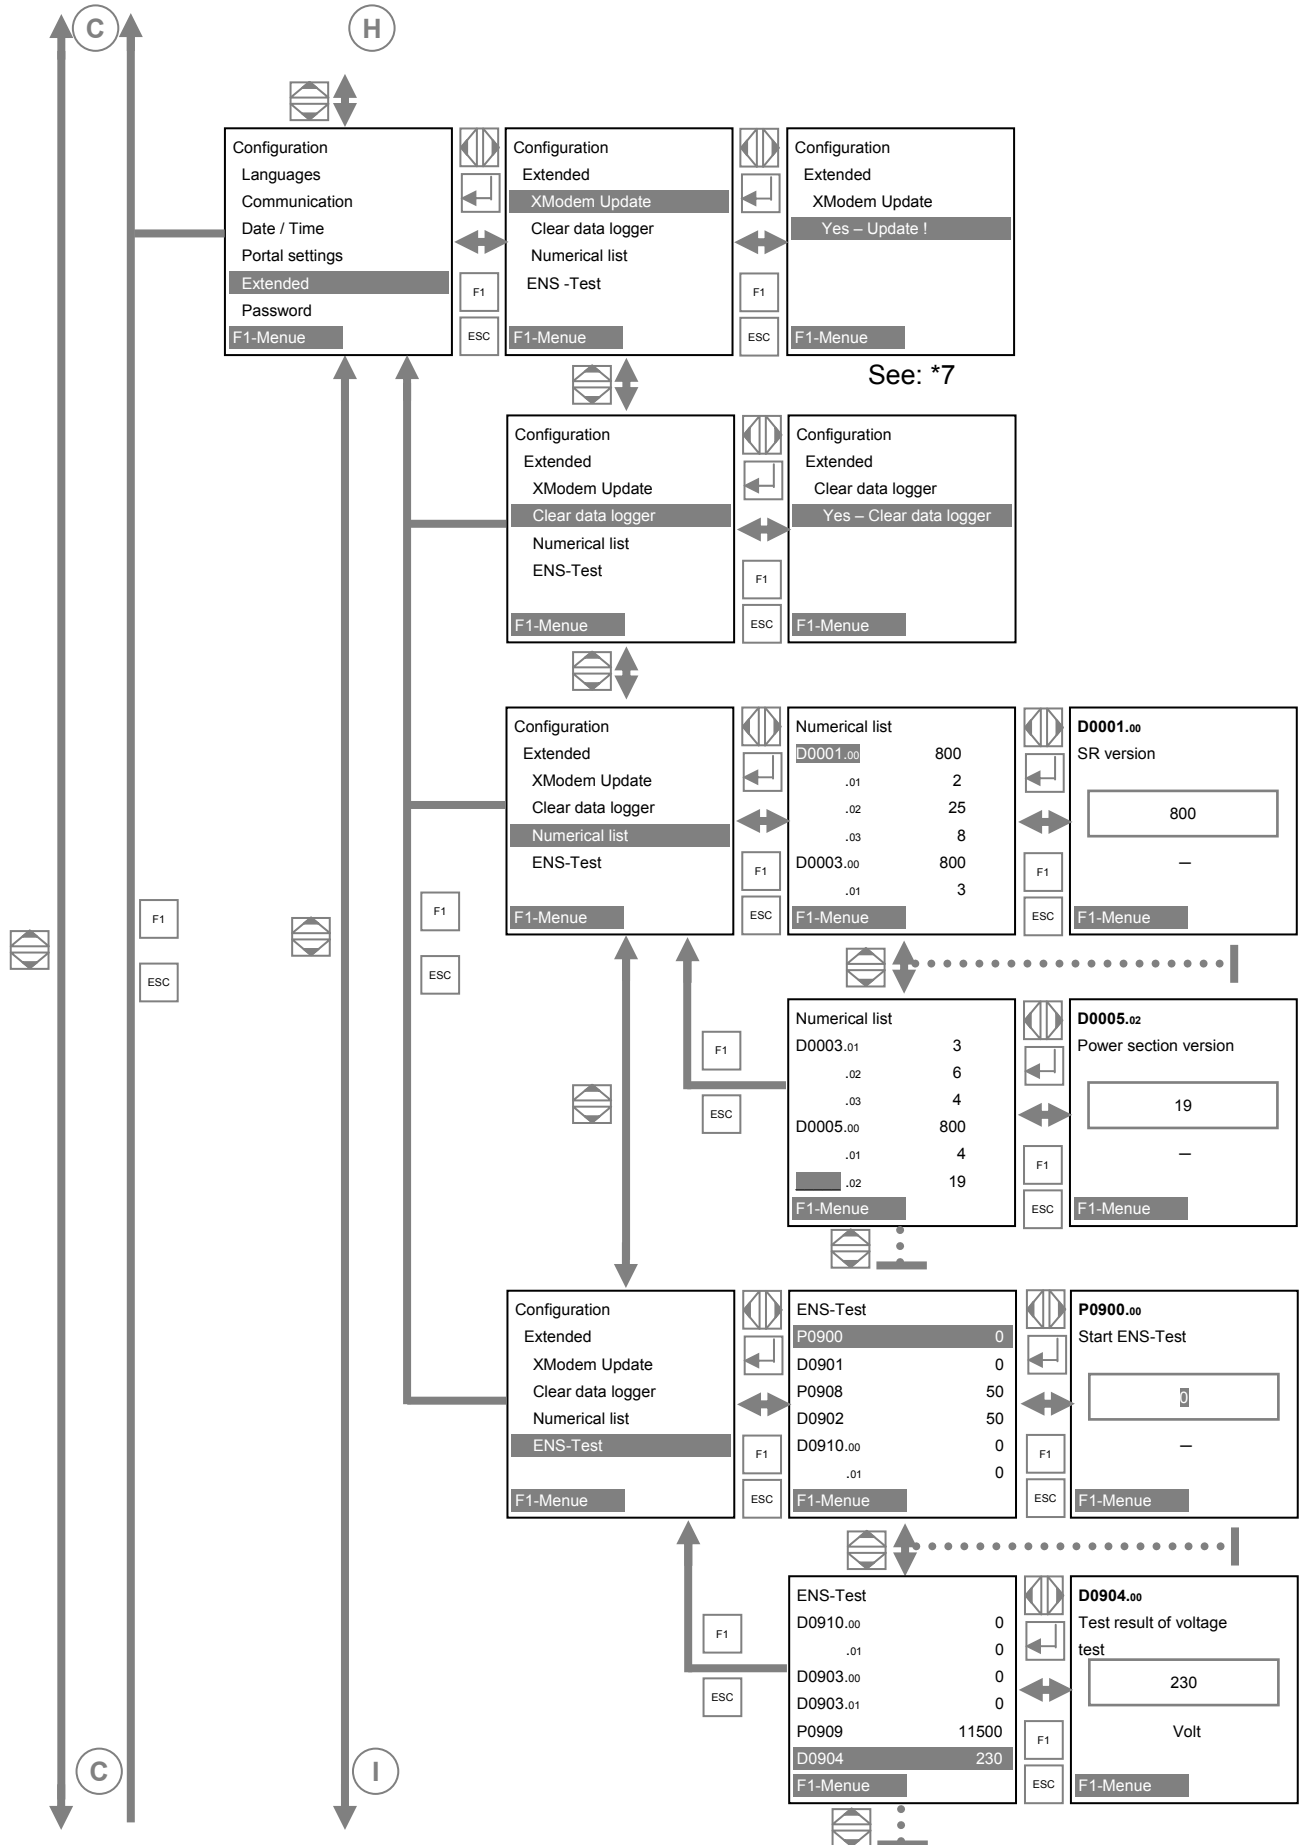 C
H
Configuration
Languages
Communication
Date / Time
Portal settings
Extended
Password
F1-Menue
F1
ESC
Configuration
Extended
XModem Update
Clear data logger
Numerical list
ENS -Test
F1-Menue
F1
ESC
Configuration
Extended
XModem Update
Yes – Update !
F1-Menue
See: *7
Configuration
Extended
XModem Update
Clear data logger
Numerical list
ENS-Test
F1-Menue
F1
ESC
Configuration
Extended
Clear data logger
Yes – Clear data logger
F1-Menue
Configuration
Extended
XModem Update
Clear data logger
Numerical list
ENS-Test
F1-Menue
F1
ESC
Numerical list
D0001.00 800
.01 2
.02 25
.03 8
D0003.00 800
.01 3
F1-Menue
F1
ESC
D0001.00
SR version
800
–
F1-Menue
F1
ESC
F1
ESC
F1
ESC
Numerical list
D0003.01 3
.02 6
.03 4
D0005.00 800
.01 4
.02 19
F1-Menue
F1
ESC
D0005.02
Power section version
19
–
F1-Menue
Configuration
Extended
XModem Update
Clear data logger
Numerical list
ENS-Test
F1-Menue
F1
ESC
ENS-Test
P0900 0
D0901 0
P0908 50
D0902 50
D0910.00 0
.01 0
F1-Menue
F1
ESC
P0900.00
Start ENS-Test
0
–
F1-Menue
F1
ESC
ENS-Test
D0910.00 0
.01 0
D0903.00 0
D0903.01 0
P0909 11500
D0904 230
F1-Menue
F1
ESC
D0904.00
Test result of voltage
test
230
Volt
F1-Menue
C
I